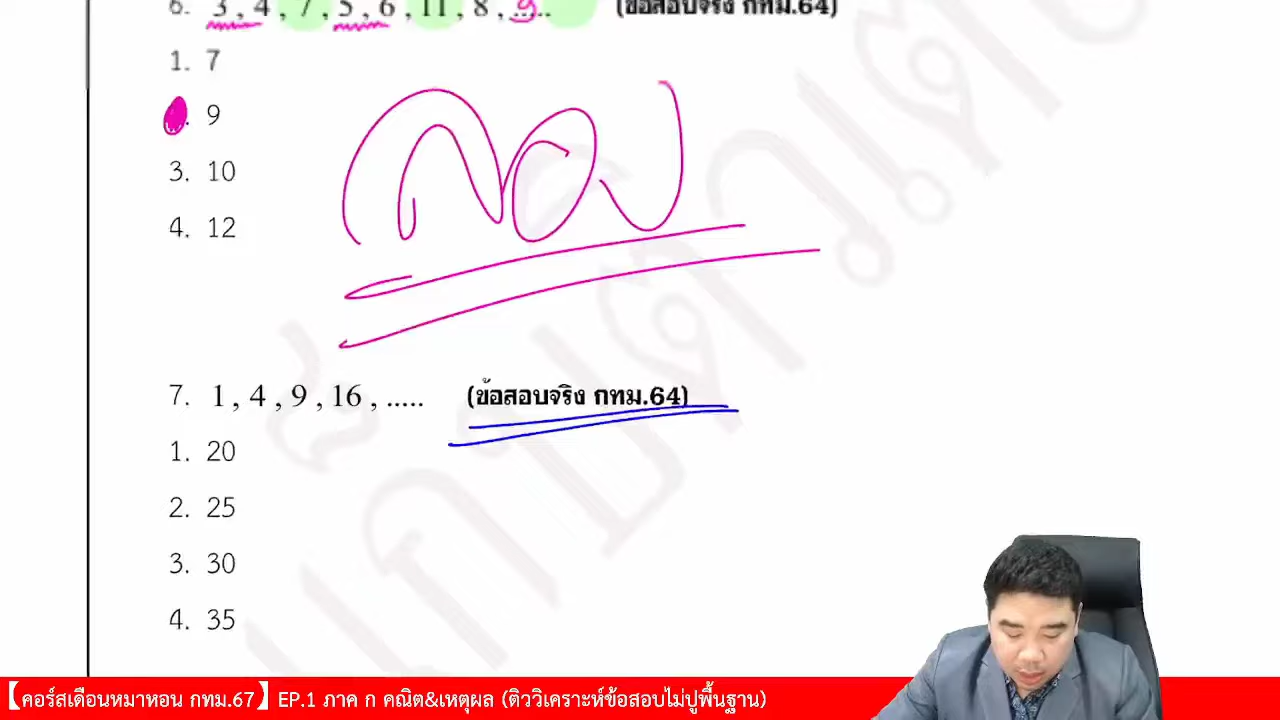 6. 3 , 4 , 7 , 5 , 6 , 11 , 8 , ..... 9 (ข้อสอบจริง กทม.64)
1. 7
. 9
3. 10
4. 12
7. 1 , 4 , 9 , 16 , ..... (ข้อสอบจริง กทม.64)
1. 20
2. 25
3. 30
4. 35
【คอร์สเดือนหมาหอน กทม.67】 EP.1 ภาค ก คณิต&เหตุผล (ติววิเคราะห์ข้อสอบไม่ปูพื้นฐาน)